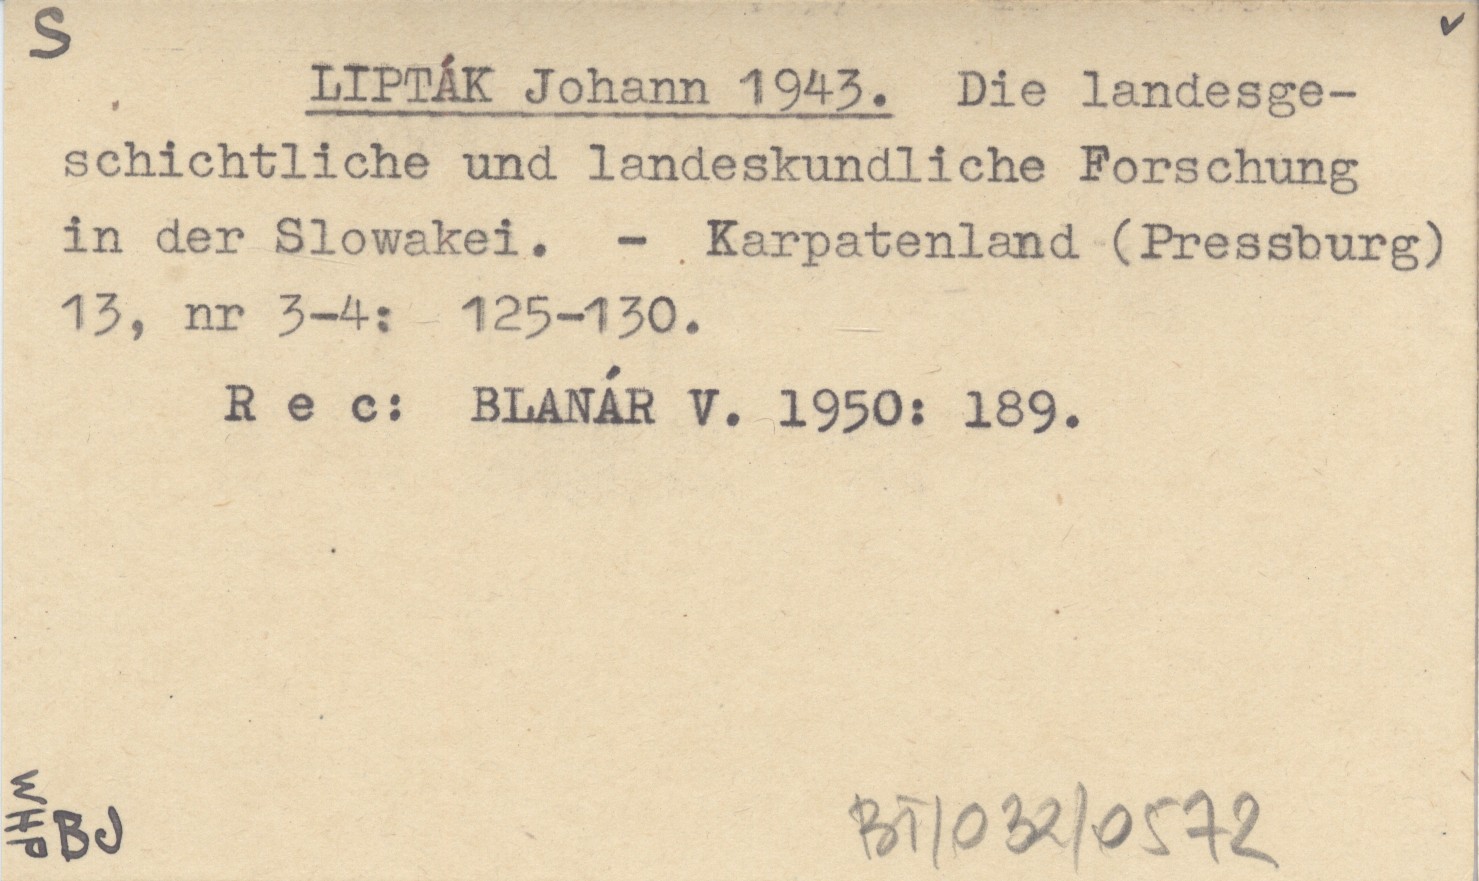 S
LIPTÁK Johann 1943. Die landesge-
schichtliche und landeskundliche Forschung
in der Slowakei. - Karpatenland (Pressburg)
13, nr 3-4: 125-130.
R e c: BLANÁR V. 1950: 189.
BJ
BT/032/0572